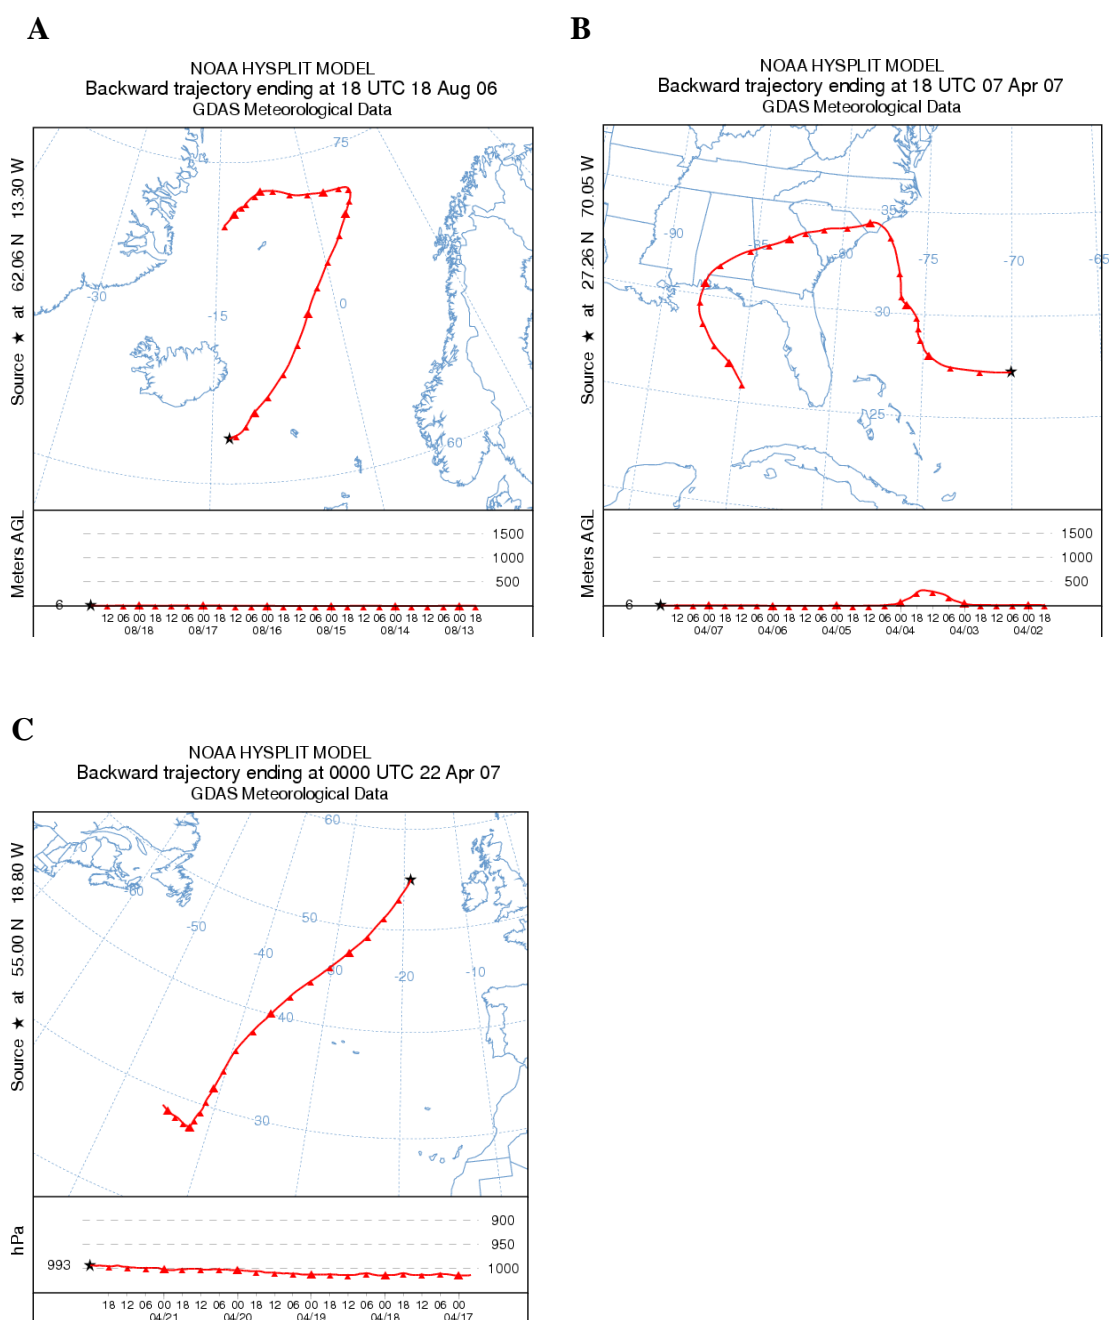 A
NOAA HYSPLIT MODEL
Backward trajectory ending at 18 UTC 18 Aug 06
GDAS Meteorological Data
Source ★ at 62.06 N 13.30 W
75
-30
-15
0
60
Meters AGL
1500
1000
500
6
12 06 00 18 12 06 00 18 12 06 00 18 12 06 00 18 12 06 00 18 12 06 00 18
08/18 08/17 08/16 08/15 08/14 08/13
B
NOAA HYSPLIT MODEL
Backward trajectory ending at 18 UTC 07 Apr 07
GDAS Meteorological Data
Source ★ at 27.26 N 70.05 W
35
-90
-85
-80
-75
-70
-65
30
25
Meters AGL
1500
1000
500
6
12 06 00 18 12 06 00 18 12 06 00 18 12 06 00 18 12 06 00 18 12 06 00 18
04/07 04/06 04/05 04/04 04/03 04/02
C
NOAA HYSPLIT MODEL
Backward trajectory ending at 0000 UTC 22 Apr 07
GDAS Meteorological Data
Source ★ at 55.00 N 18.80 W
60
-60
-50
50
-40
-30
-20
-10
40
30
hPa
900
950
993
1000
18 12 06 00 18 12 06 00 18 12 06 00 18 12 06 00 18 12 06 00
04/21 04/20 04/19 04/18 04/17